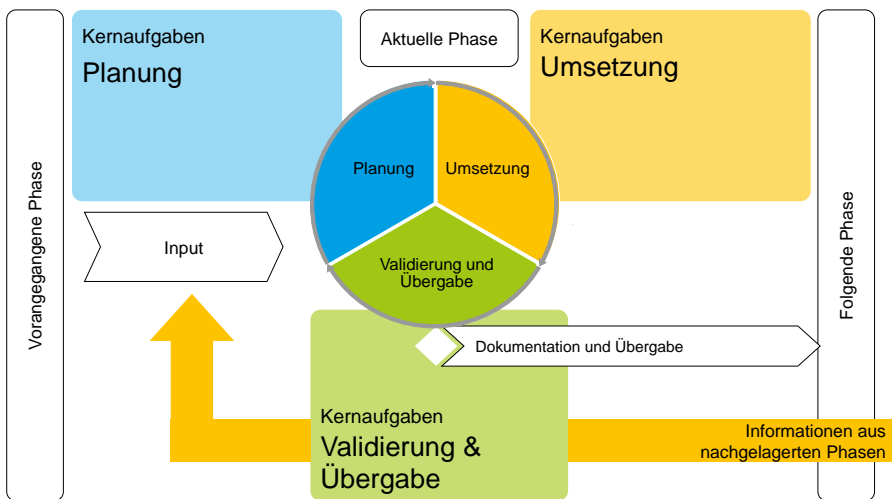 Vorangegangene Phase
Kernaufgaben
Planung
Aktuelle Phase
Kernaufgaben
Umsetzung
Planung
Umsetzung
Validierung und
Übergabe
Input
Dokumentation und Übergabe
Kernaufgaben
Validierung &
Übergabe
Informationen aus
nachgelagerten Phasen
Folgende Phase